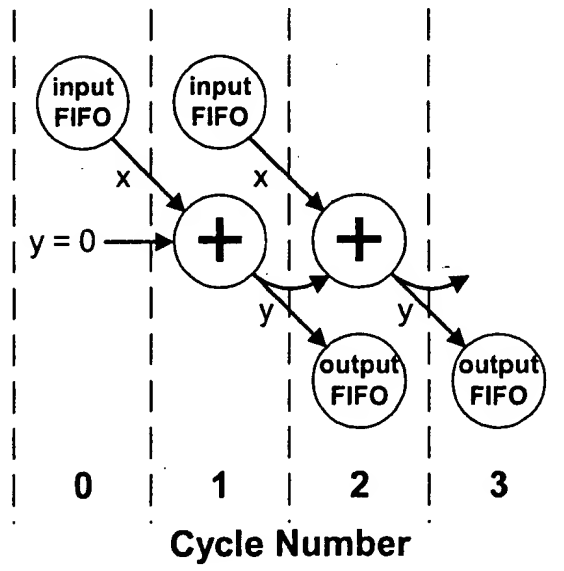 input
FIFO
input
FIFO
x
x
y = 0
+
+
y
y
output
FIFO
output
FIFO
0
1
2
3
Cycle Number